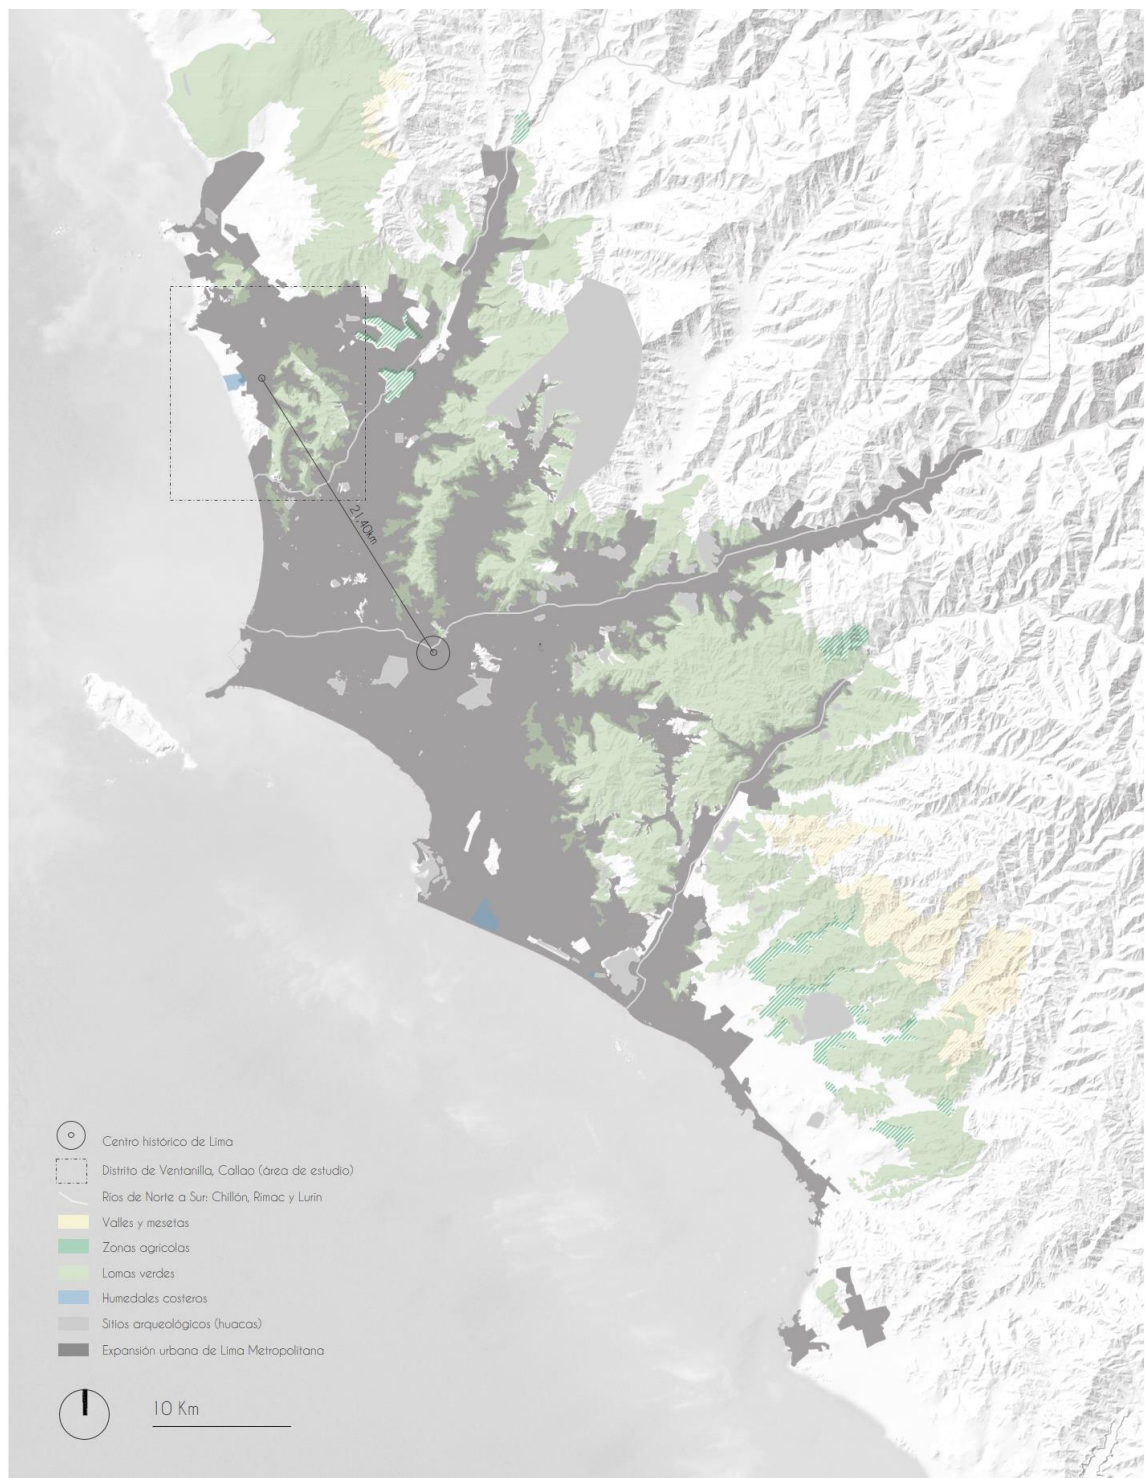 21,40km
Centro histórico de Lima
Distrito de Ventanilla, Callao (área de estudio)
Ríos de Norte a Sur: Chillón, Rímac y Lurín
Valles y mesetas
Zonas agrícolas
Lomas verdes
Humedales costeros
Sitios arqueológicos (huacas)
Expansión urbana de Lima Metropolitana
10 Km